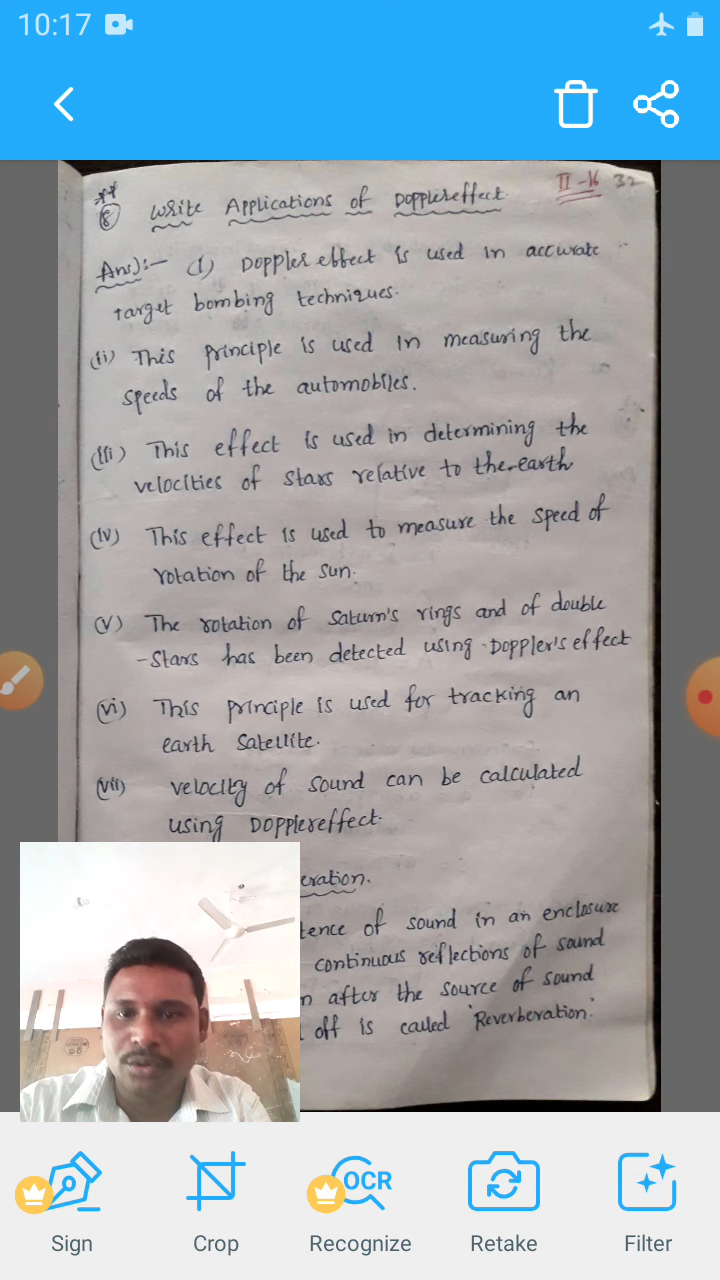 10:17
** 
(8) Write Applications of Dopplereffect II-16 32
Ans):- (i) Doppler effect is used in accurate
target bombing techniques.
(ii) This principle is used in measuring the
speeds of the automobiles.
(iii) This effect is used in determining the
velocities of stars relative to the earth
(iv) This effect is used to measure the speed of
rotation of the sun.
(v) The rotation of Saturn's rings and of double
-Stars has been detected using Doppler's effect
(vi) This principle is used for tracking an
earth satellite.
(vii) velocity of sound can be calculated
using Dopplereffect.
eration.
tence of sound in an enclosure
continuous reflections of sound
n after the source of sound
off is called 'Reverberation'.
Sign
Crop
OCR
Recognize
Retake
Filter